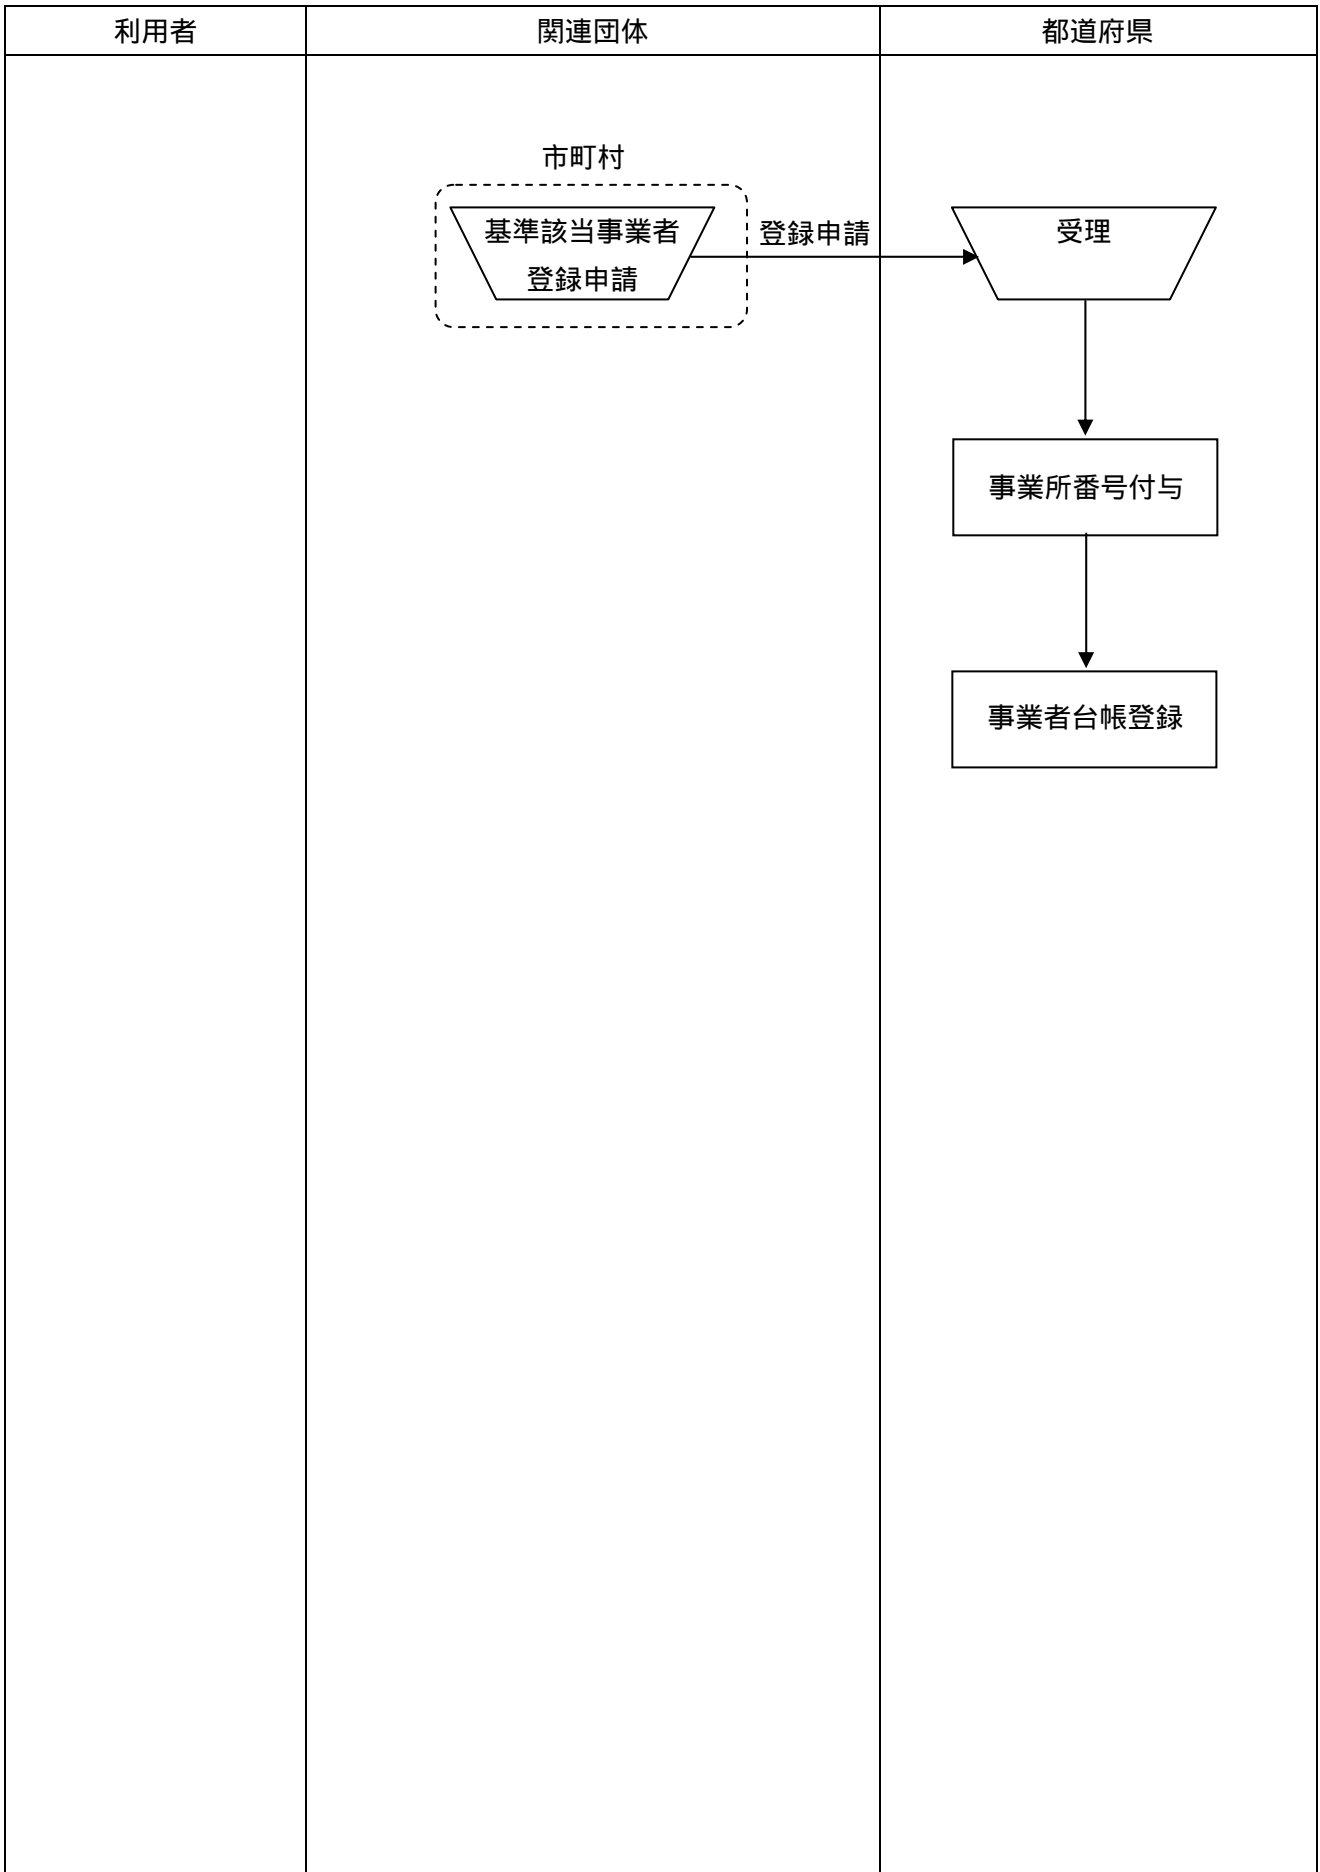 利用者
関連団体
都道府県
市町村
基準該当事業者
登録申請
登録申請
受理
事業所番号付与
事業者台帳登録